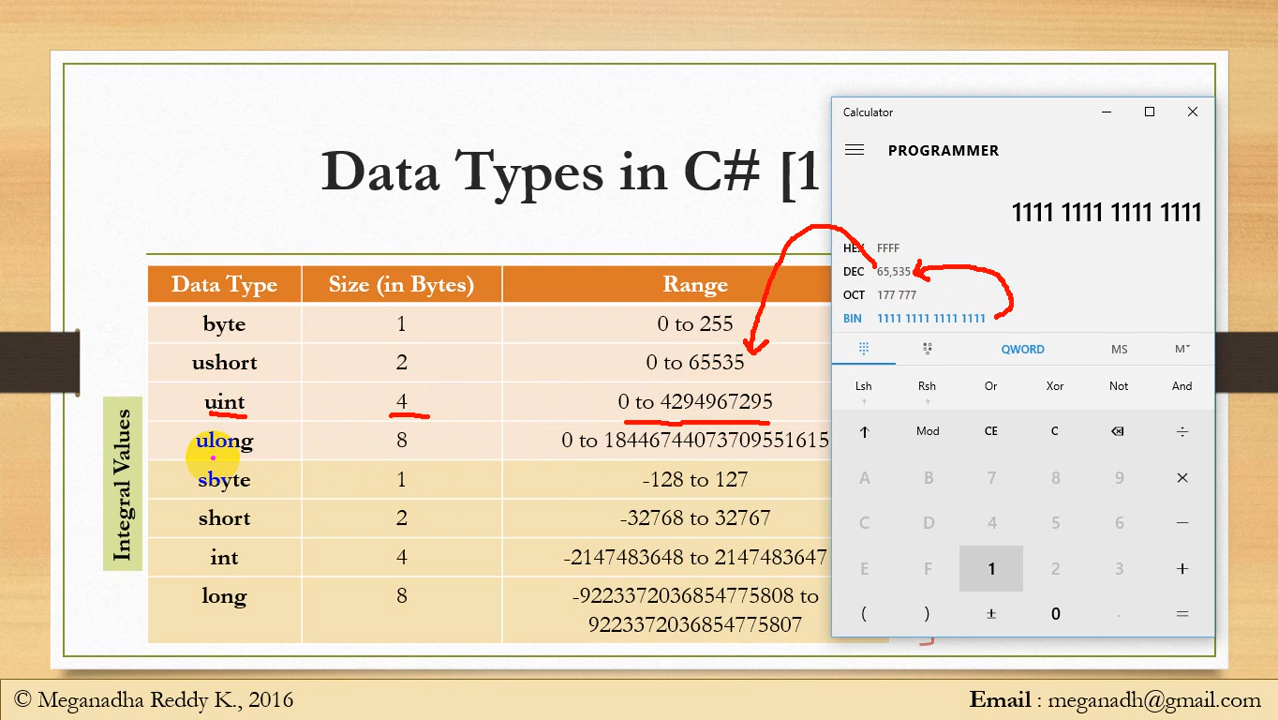 Data Types in C# [1
Integral Values
Data Type Size (in Bytes) Range
byte 1 0 to 255
ushort 2 0 to 65535
uint 4 0 to 4294967295
ulong 8 0 to 18446744073709551615
sbyte 1 -128 to 127
short 2 -32768 to 32767
int 4 -2147483648 to 2147483647
long 8 -9223372036854775808 to
9223372036854775807
Calculator
PROGRAMMER
1111 1111 1111 1111
HEX FFFF
DEC 65,535
OCT 177 777
BIN 1111 1111 1111 1111
QWORD MS M˅
Lsh Rsh Or Xor Not And
↑ Mod CE C ⌫ ÷
A B 7 8 9 ×
C D 4 5 6 −
E F 1 2 3 +
( ) ± 0 . =
© Meganadha Reddy K., 2016
Email : meganadh@gmail.com